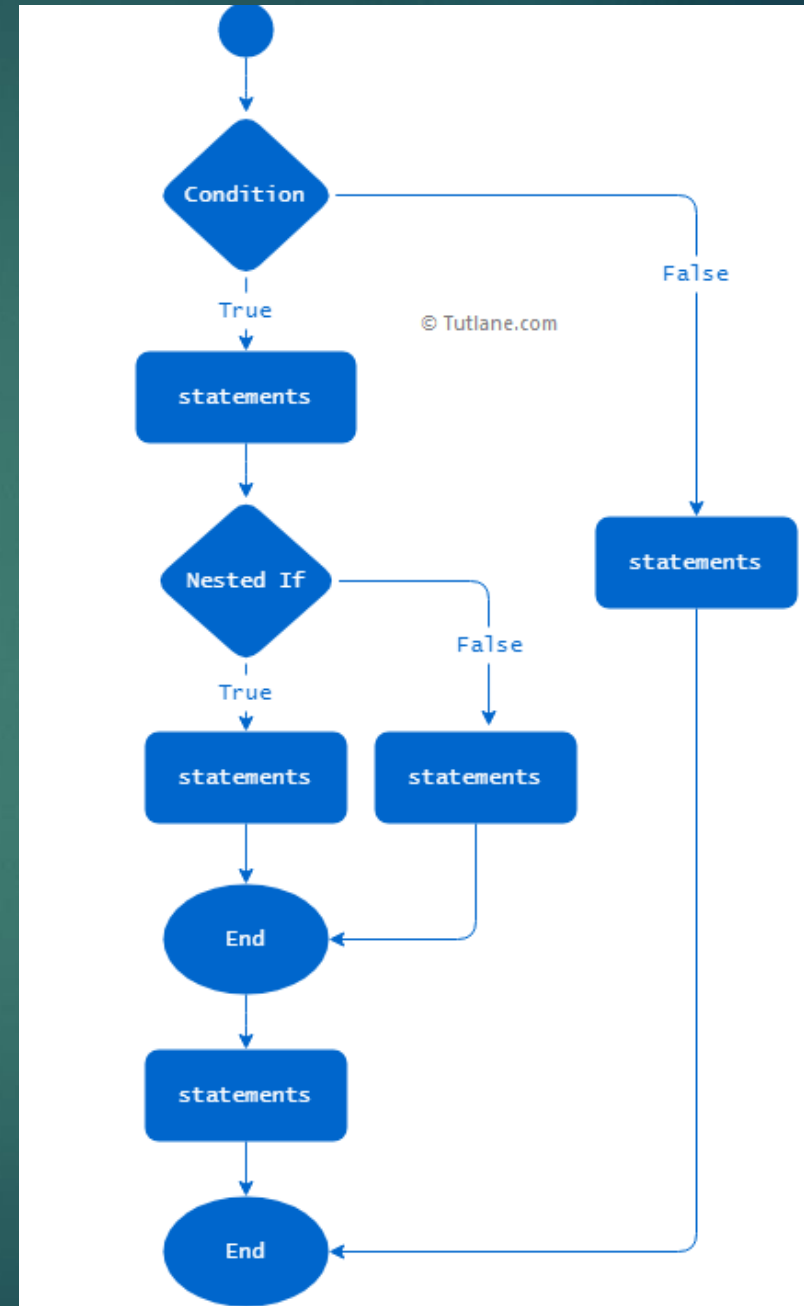 Condition
False
True
© Tutlane.com
statements
statements
Nested If
False
True
statements
statements
End
statements
End